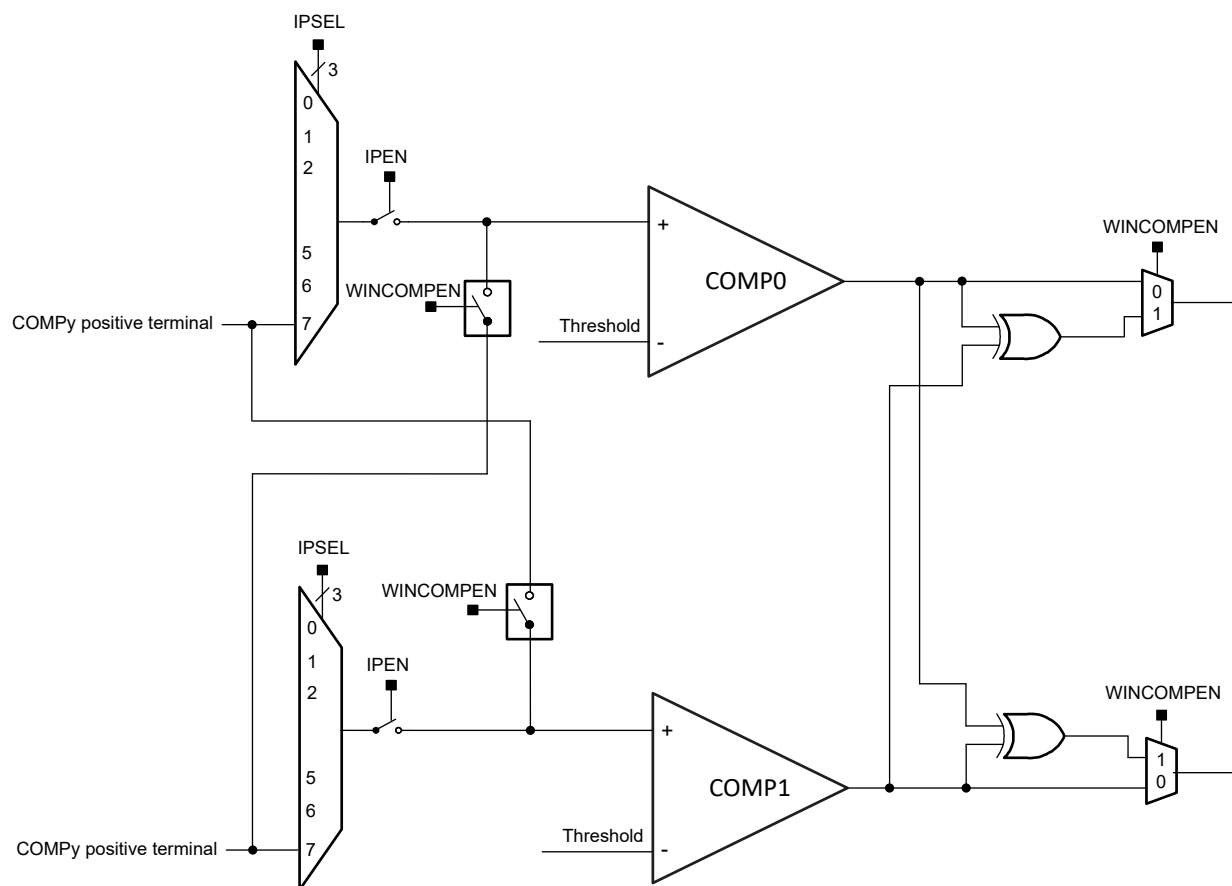 IPSEL
3
0
1
2
5
6
7
IPEN
COMPy positive terminal
WINCOMPEN
Threshold
+
-
COMP0
WINCOMPEN
0
1
IPSEL
3
0
1
2
5
6
7
IPEN
COMPy positive terminal
WINCOMPEN
Threshold
+
-
COMP1
WINCOMPEN
1
0